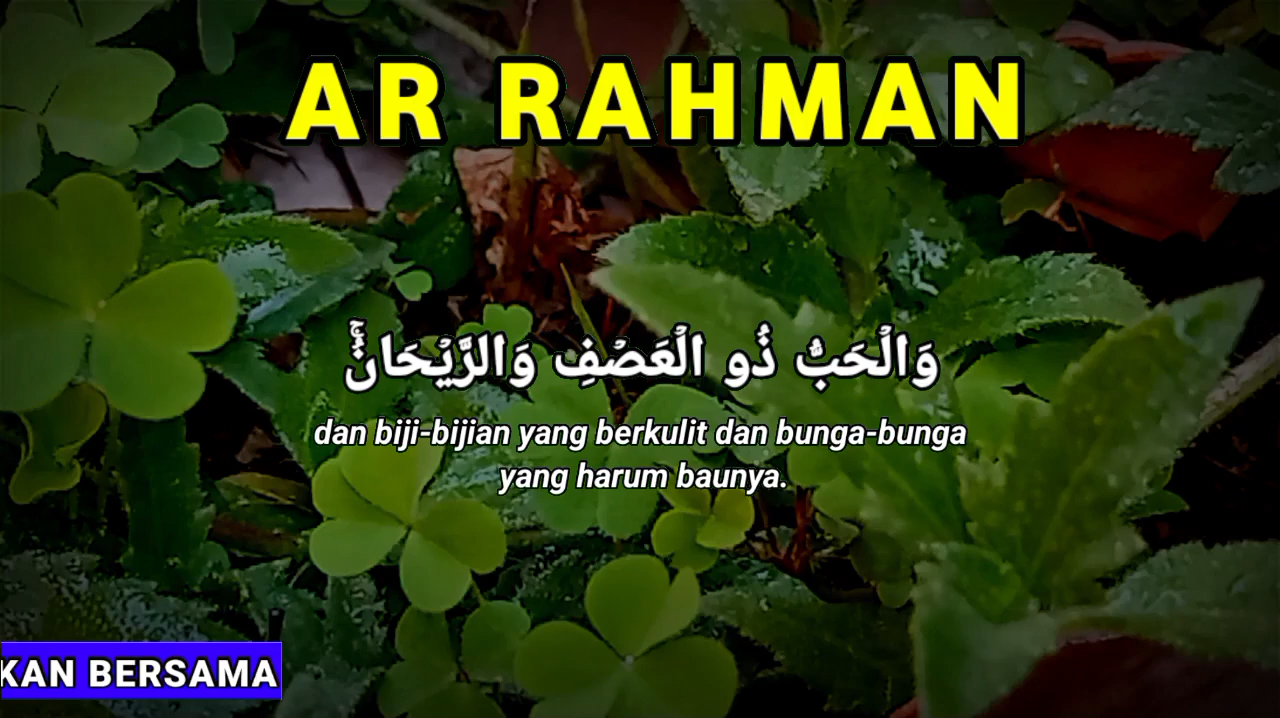 AR RAHMAN
وَالْحَبُّ ذُو الْعَصْفِ وَالرَّيْحَانُۚ
dan biji-bijian yang berkulit dan bunga-bunga
yang harum baunya.
KAN BERSAMA